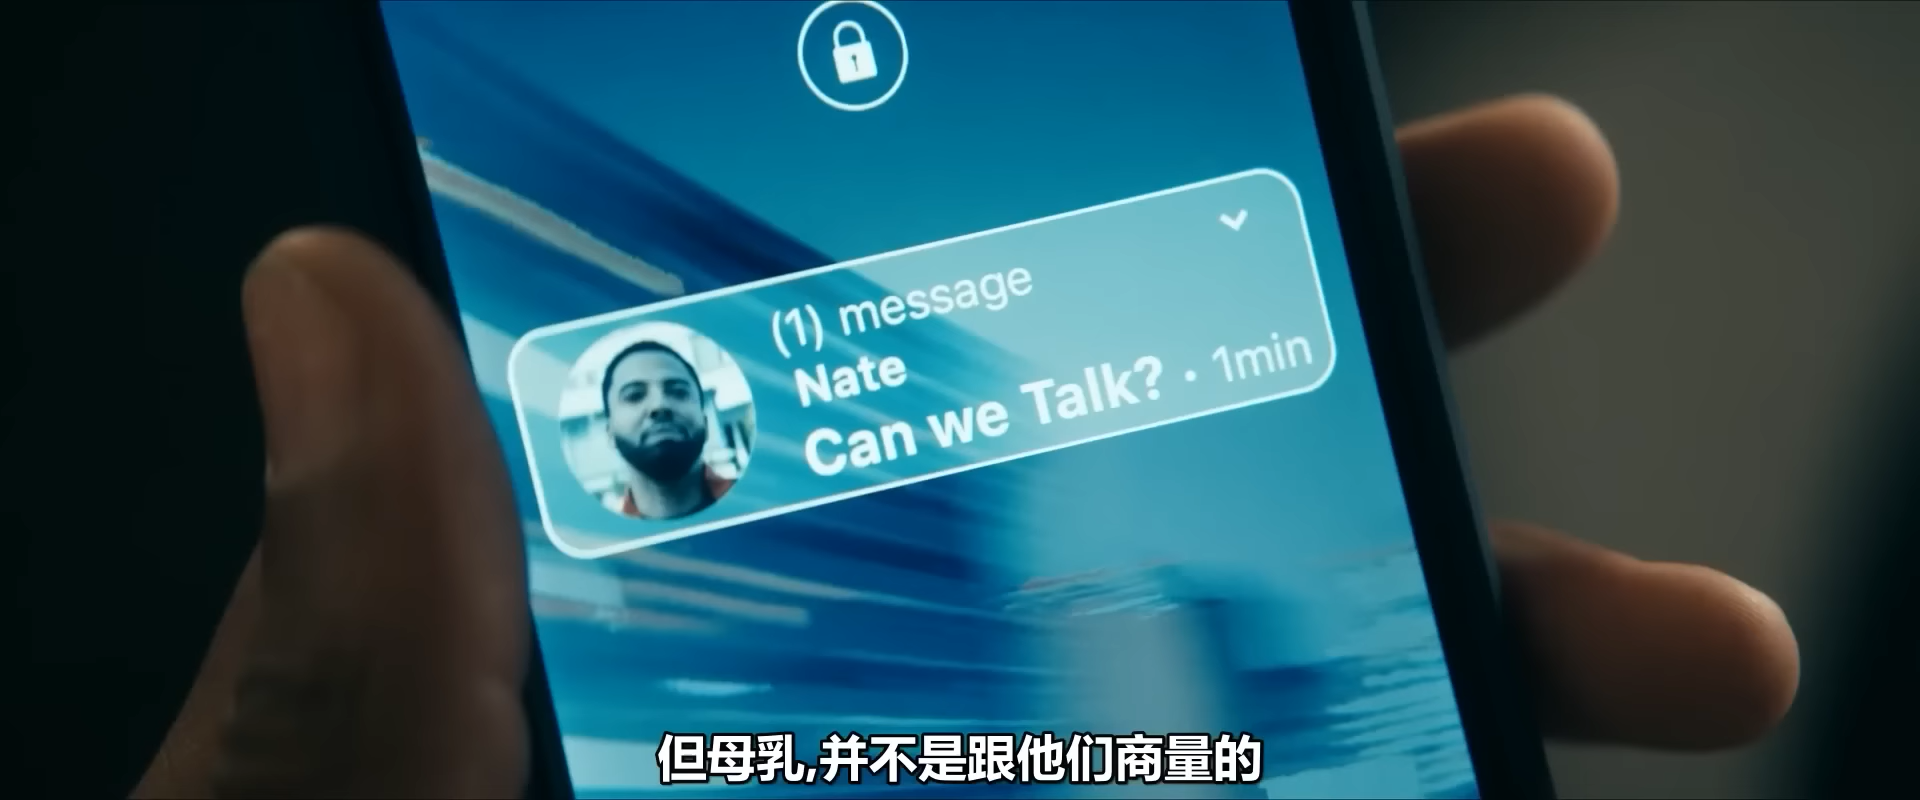 (1) message
Nate
Can we Talk? · 1min
但母乳,并不是跟他们商量的